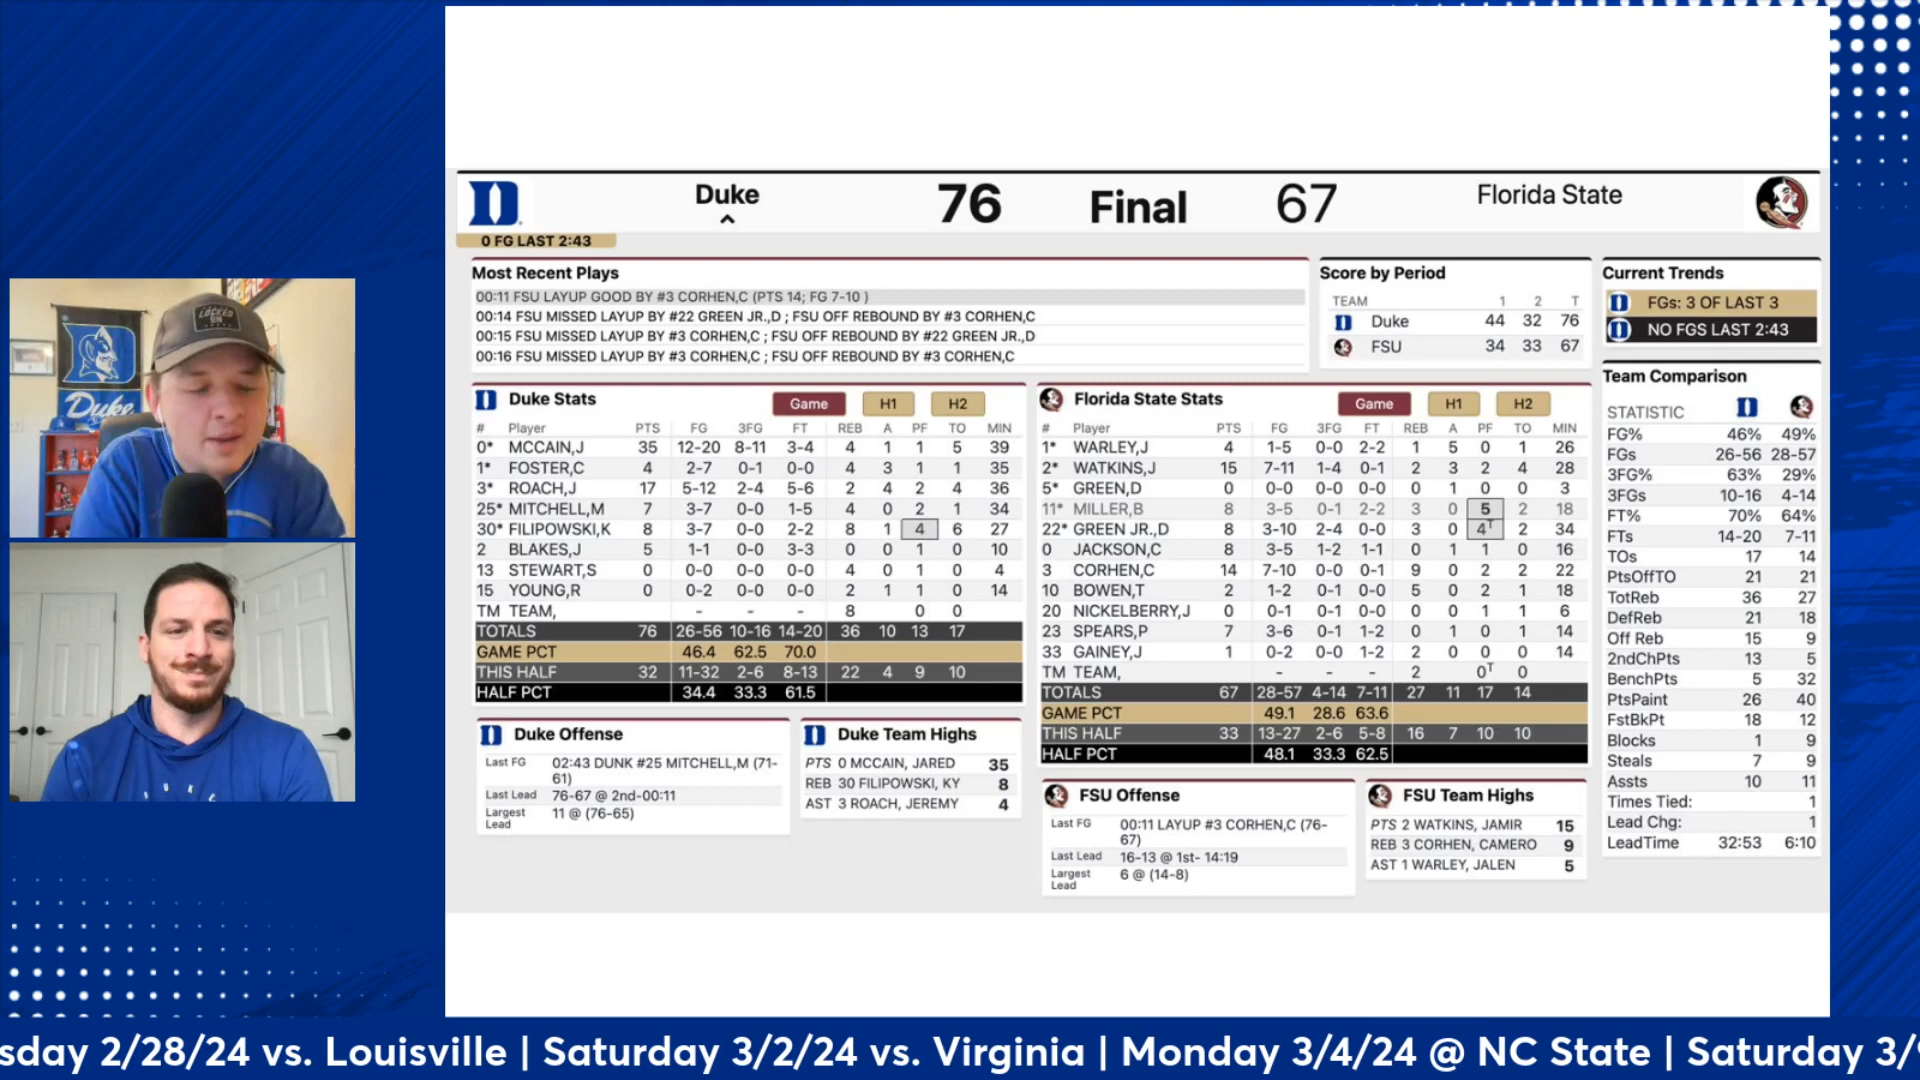 Duke 76 Final 67 Florida State
0 FG LAST 2:43
Most Recent Plays
00:11 FSU LAYUP GOOD BY #3 CORHEN,C (PTS 14; FG 7-10 )
00:14 FSU MISSED LAYUP BY #22 GREEN JR.,D ; FSU OFF REBOUND BY #3 CORHEN,C
00:15 FSU MISSED LAYUP BY #3 CORHEN,C ; FSU OFF REBOUND BY #22 GREEN JR.,D
00:16 FSU MISSED LAYUP BY #3 CORHEN,C ; FSU OFF REBOUND BY #3 CORHEN,C
Score by Period
TEAM 1 2 T
Duke 44 32 76
FSU 34 33 67
Current Trends
FGs: 3 OF LAST 3
NO FGS LAST 2:43
Duke Stats Game H1 H2
# Player PTS FG 3FG FT REB A PF TO MIN
0* MCCAIN,J 35 12-20 8-11 3-4 4 1 1 5 39
1* FOSTER,C 4 2-7 0-1 0-0 4 3 1 1 35
3* ROACH,J 17 5-12 2-4 5-6 2 4 2 4 36
25* MITCHELL,M 7 3-7 0-0 1-5 4 0 2 1 34
30* FILIPOWSKI,K 8 3-7 0-0 2-2 8 1 4 6 27
2 BLAKES,J 5 1-1 0-0 3-3 0 0 1 0 10
13 STEWART,S 0 0-0 0-0 0-0 4 0 1 0 4
15 YOUNG,R 0 0-2 0-0 0-0 2 1 1 0 14
TM TEAM, - - - 8 0 0
TOTALS 76 26-56 10-16 14-20 36 10 13 17
GAME PCT 46.4 62.5 70.0
THIS HALF 32 11-32 2-6 8-13 22 4 9 10
HALF PCT 34.4 33.3 61.5
Duke Offense
Last FG 02:43 DUNK #25 MITCHELL,M (71-
61)
Last Lead 76-67 @ 2nd-00:11
Largest Lead 11 @ (76-65)
Duke Team Highs
PTS 0 MCCAIN, JARED 35
REB 30 FILIPOWSKI, KY 8
AST 3 ROACH, JEREMY 4
Florida State Stats Game H1 H2
# Player PTS FG 3FG FT REB A PF TO MIN
1* WARLEY,J 4 1-5 0-0 2-2 1 5 0 1 26
2* WATKINS,J 15 7-11 1-4 0-1 2 3 2 4 28
5* GREEN,D 0 0-0 0-0 0-0 0 1 0 0 3
11* MILLER,B 8 3-5 0-1 2-2 3 0 5 2 18
22* GREEN JR.,D 8 3-10 2-4 0-0 3 0 4T 2 34
0 JACKSON,C 8 3-5 1-2 1-1 0 1 1 0 16
3 CORHEN,C 14 7-10 0-0 0-1 9 0 2 2 22
10 BOWEN,T 2 1-2 0-1 0-0 5 0 2 1 18
20 NICKELBERRY,J 0 0-1 0-1 0-0 0 0 1 1 6
23 SPEARS,P 7 3-6 0-1 1-2 0 1 0 1 14
33 GAINEY,J 1 0-2 0-0 1-2 2 0 0 0 14
TM TEAM, - - - 2 0T 0
TOTALS 67 28-57 4-14 7-11 27 11 17 14
GAME PCT 49.1 28.6 63.6
THIS HALF 33 13-27 2-6 5-8 16 7 10 10
HALF PCT 48.1 33.3 62.5
FSU Offense
Last FG 00:11 LAYUP #3 CORHEN,C (76-
67)
Last Lead 16-13 @ 1st- 14:19
Largest Lead 6 @ (14-8)
FSU Team Highs
PTS 2 WATKINS, JAMIR 15
REB 3 CORHEN, CAMERO 9
AST 1 WARLEY, JALEN 5
Team Comparison
STATISTIC
FG% 46% 49%
FGs 26-56 28-57
3FG% 63% 29%
3FGs 10-16 4-14
FT% 70% 64%
FTs 14-20 7-11
TOs 17 14
PtsOffTO 21 21
TotReb 36 27
DefReb 21 18
Off Reb 15 9
2ndChPts 13 5
BenchPts 5 32
PtsPaint 26 40
FstBkPt 18 12
Blocks 1 9
Steals 7 9
Assts 10 11
Times Tied: 1
Lead Chg: 1
LeadTime 32:53 6:10
LOCKED
Duke
DUKE
sday 2/28/24 vs. Louisville | Saturday 3/2/24 vs. Virginia | Monday 3/4/24 @ NC State | Saturday 3/